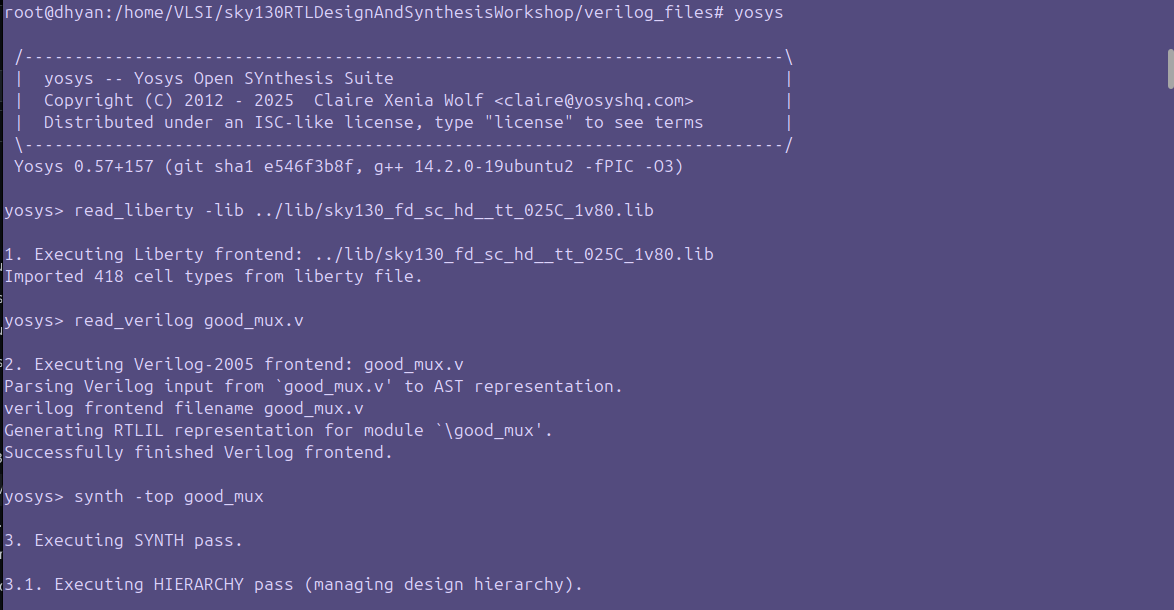 root@dhyan:/home/VLSI/sky130RTLDesignAndSynthesisWorkshop/verilog_files# yosys
/----------------------------------------------------------------------------\
| yosys -- Yosys Open SYnthesis Suite |
| Copyright (C) 2012 - 2025 Claire Xenia Wolf <claire@yosyshq.com> |
| Distributed under an ISC-like license, type "license" to see terms |
\----------------------------------------------------------------------------/
Yosys 0.57+157 (git sha1 e546f3b8f, g++ 14.2.0-19ubuntu2 -fPIC -O3)
yosys> read_liberty -lib ../lib/sky130_fd_sc_hd__tt_025C_1v80.lib
1. Executing Liberty frontend: ../lib/sky130_fd_sc_hd__tt_025C_1v80.lib
Imported 418 cell types from liberty file.
yosys> read_verilog good_mux.v
2. Executing Verilog-2005 frontend: good_mux.v
Parsing Verilog input from `good_mux.v' to AST representation.
verilog frontend filename good_mux.v
Generating RTLIL representation for module `\good_mux'.
Successfully finished Verilog frontend.
yosys> synth -top good_mux
3. Executing SYNTH pass.
3.1. Executing HIERARCHY pass (managing design hierarchy).